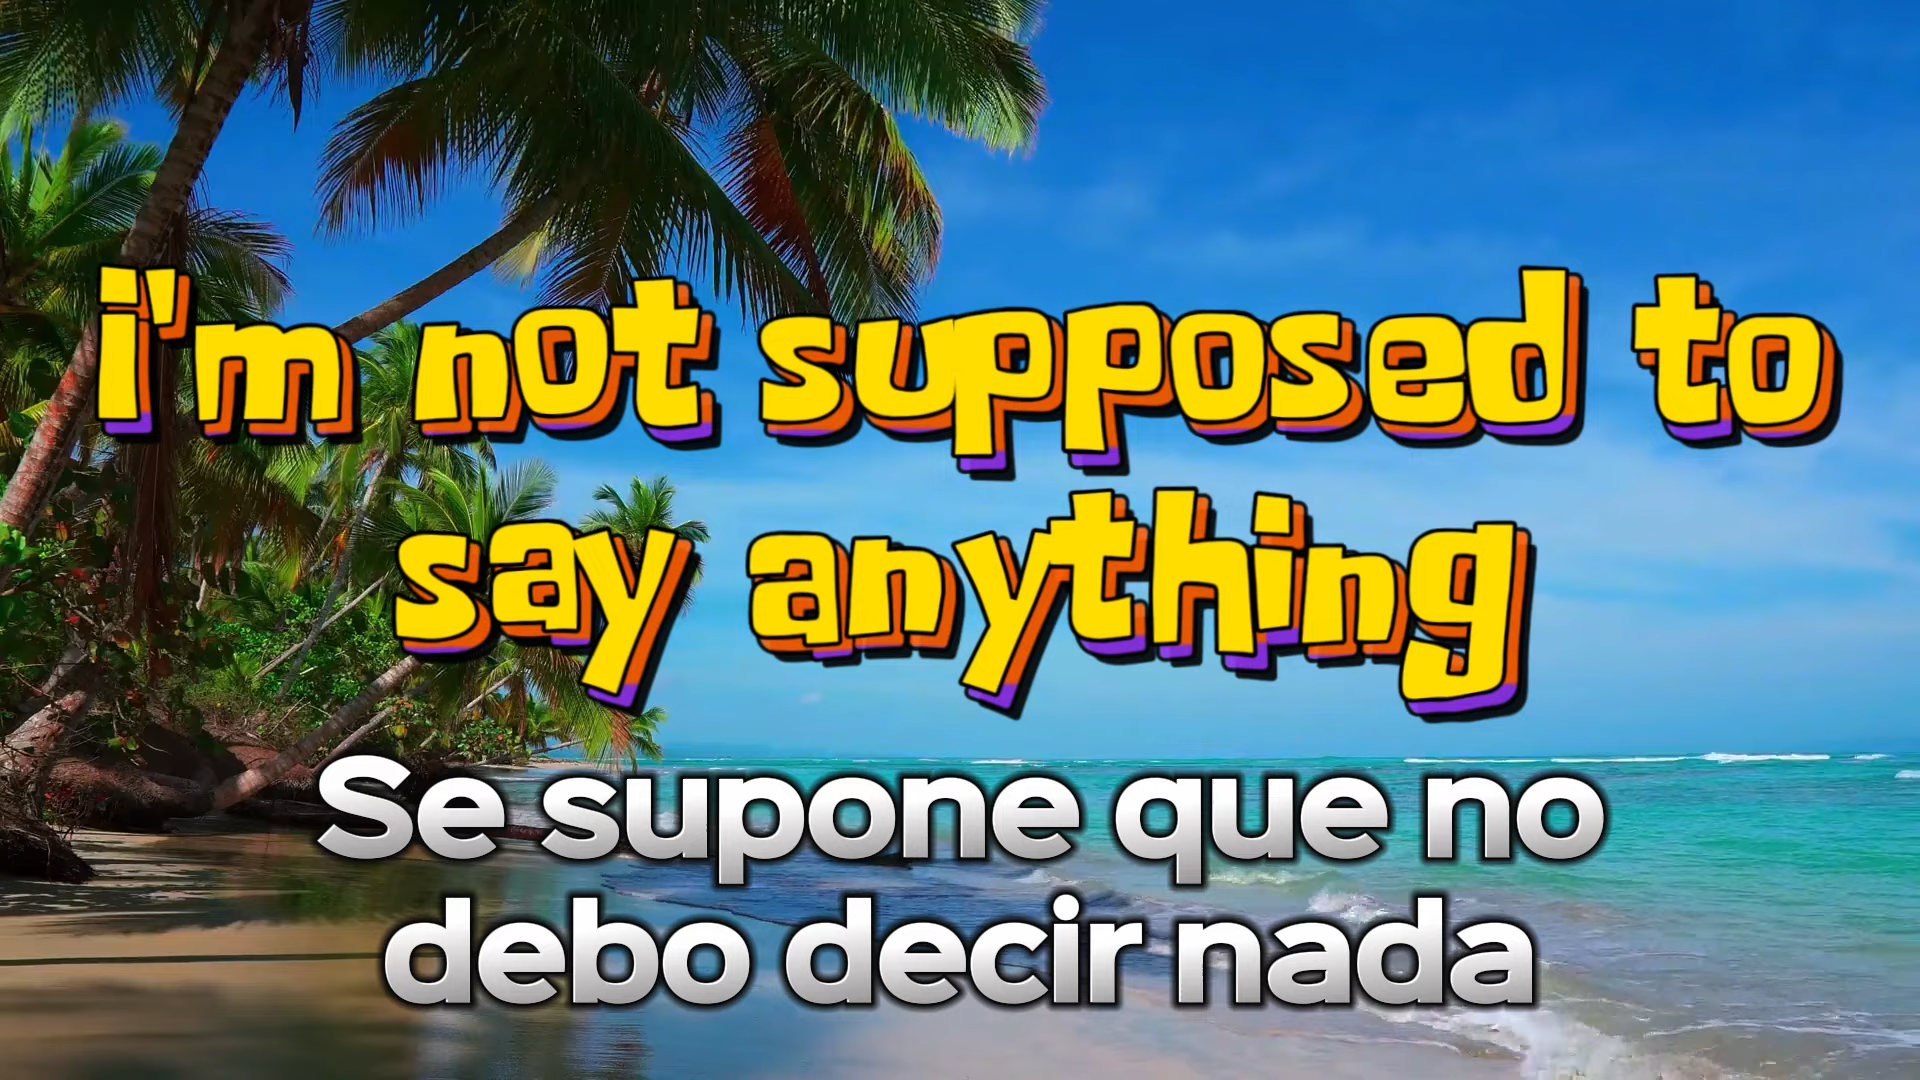 i'm not supposed to
say anything
Se supone que no
debo decir nada